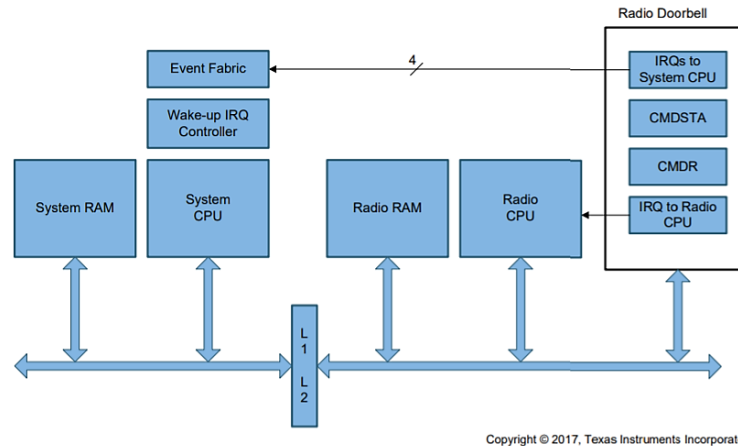 Radio Doorbell
Event Fabric
4
IRQs to
System CPU
Wake-up IRQ
Controller
CMDSTA
CMDR
System RAM
System
CPU
Radio RAM
Radio
CPU
IRQ to Radio
CPU
L
1
L
2
Copyright © 2017, Texas Instruments Incorporat